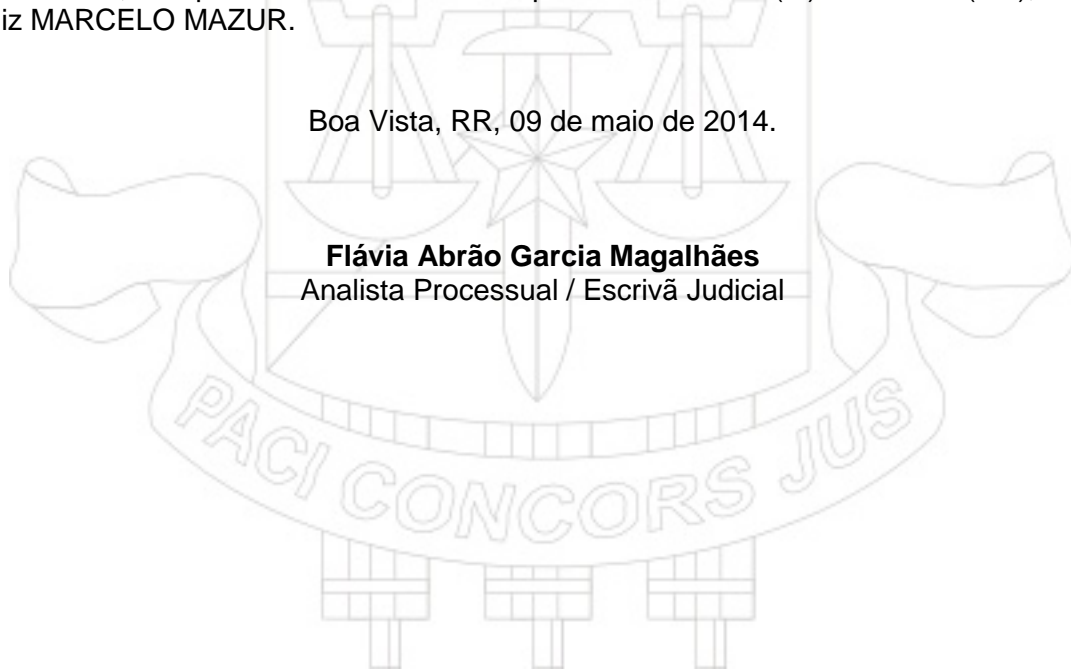 iz MARCELO MAZUR.
Boa Vista, RR, 09 de maio de 2014.
Flávia Abrão Garcia Magalhães
Analista Processual / Escrivã Judicial
PACI CONCORS JUS